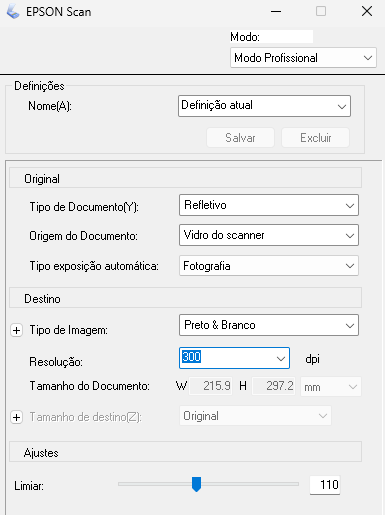 EPSON Scan
Modo:
Modo Profissional
Definições
Nome(A):
Definição atual
Salvar
Excluir
Original
Tipo de Documento(Y):
Refletivo
Origem do Documento:
Vidro do scanner
Tipo exposição automática:
Fotografia
Destino
Tipo de Imagem:
Preto & Branco
Resolução:
300
dpi
Tamanho do Documento:
W 215.9 H 297.2 mm
Tamanho de destino(Z):
Original
Ajustes
Limiar:
110